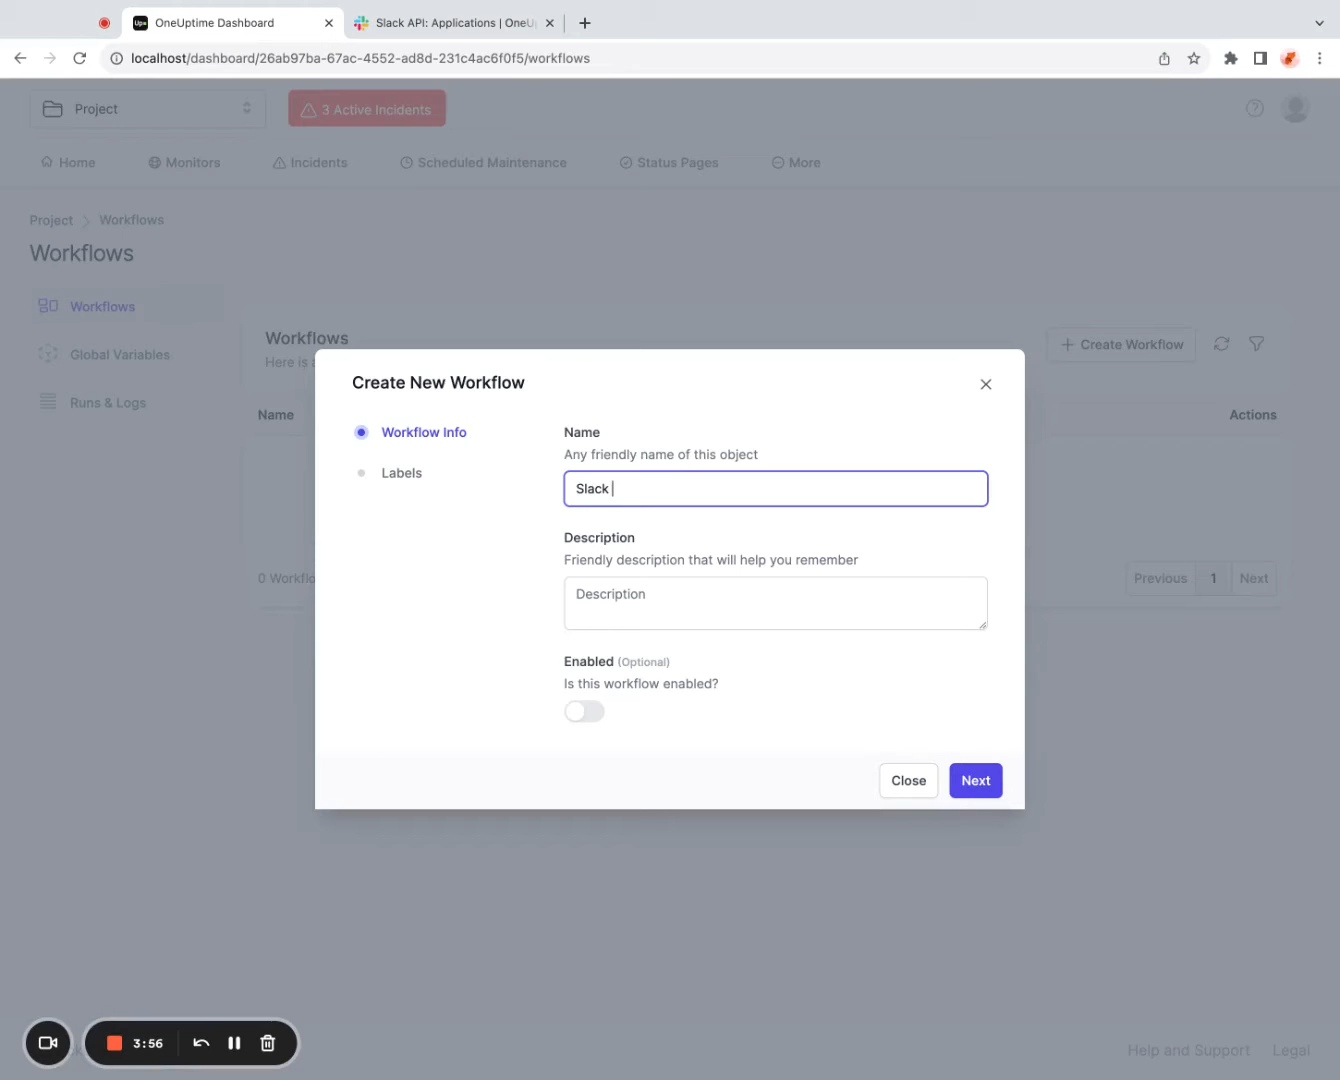 OneUptime Dashboard
Slack API: Applications | OneU
localhost/dashboard/26ab97ba-67ac-4552-ad8d-231c4ac6f0f5/workflows
Project
3 Active Incidents
Home
Monitors
Incidents
Scheduled Maintenance
Status Pages
More
Project
Workflows
Workflows
Workflows
Global Variables
Runs & Logs
Workflows
Here is
Create Workflow
Name
Actions
0 Workflo
Previous
1
Next
Create New Workflow
Workflow Info
Labels
Name
Any friendly name of this object
Slack
Description
Friendly description that will help you remember
Description
Enabled (Optional)
Is this workflow enabled?
Close
Next
3:56
Help and Support
Legal